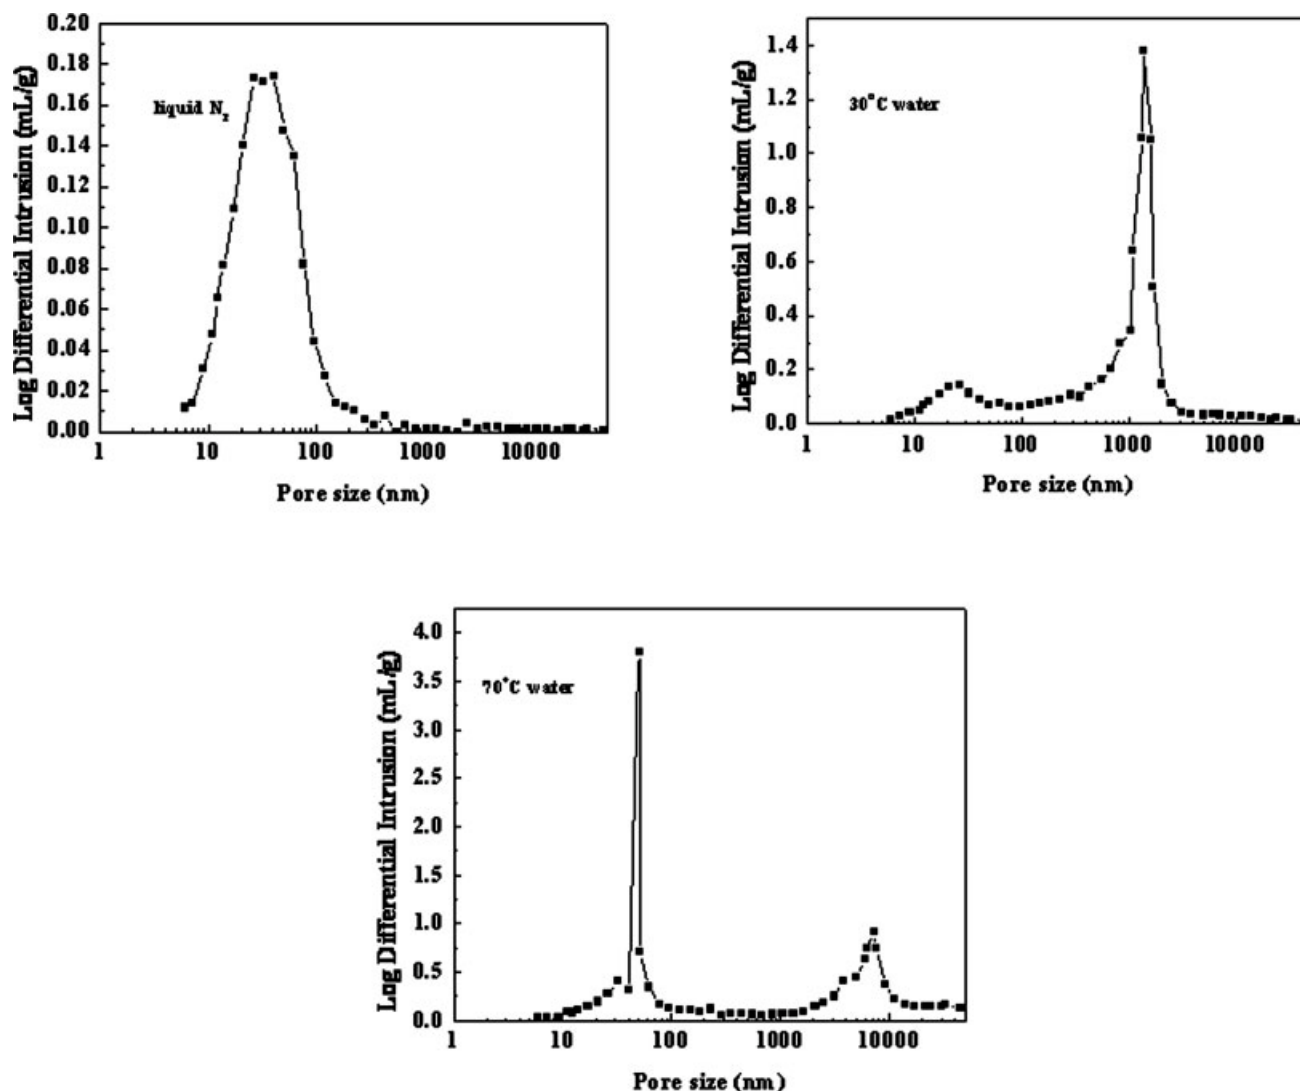 0.20
0.18
0.16
0.14
0.12
0.10
0.08
0.06
0.04
0.02
0.00
Log Differential Intrusion (mL/g)
liquid N₂
1 10 100 1000 10000
Pore size (nm)
1.4
1.2
1.0
0.8
0.6
0.4
0.2
0.0
Log Differential Intrusion (mL/g)
30°C water
1 10 100 1000 10000
Pore size (nm)
4.0
3.5
3.0
2.5
2.0
1.5
1.0
0.5
0.0
Log Differential Intrusion (mL/g)
70°C water
1 10 100 1000 10000
Pore size (nm)